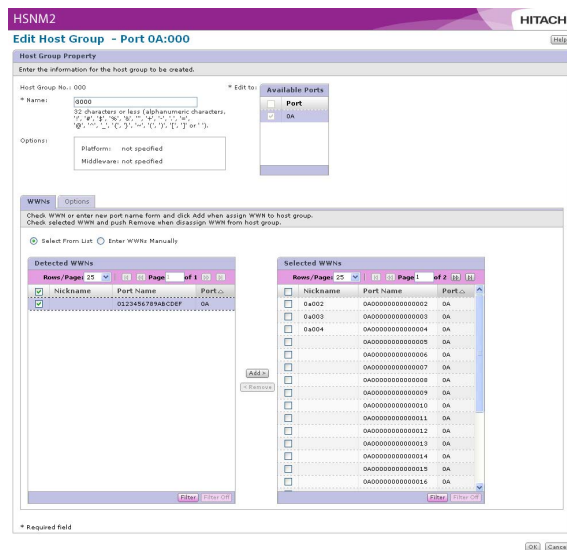 HSNM2
HITACH
Edit Host Group - Port 0A:000
Help
Host Group Property
Enter the information for the host group to be created.
Host Group No.: 000
* Edit to:
Available Ports
* Name:
0000
Port
32 characters or less (alphanumeric characters,
0A
'@', '^', '_', '{', '}', '~', '(', ')', '[', ']' or ' ').
Options:
Platform: not specified
Middleware: not specified
WWNs
Options
Check WWN or enter new port name form and click Add when assign WWN to host group.
Check selected WWN and push Remove when disassign WWN from host group.
Select From List
Enter WWNs Manually
Detected WWNs
Rows/Page: 25 Page 1 of 1
Nickname Port Name Port
0123456789ABCDEF 0A
Add >
< Remove
Filter Filter Off
Selected WWNs
Rows/Page: 25 Page 1 of 2
Nickname Port Name Port
0a002 0A00000000000002 0A
0a003 0A00000000000003 0A
0a004 0A00000000000004 0A
0A00000000000005 0A
0A00000000000006 0A
0A00000000000007 0A
0A00000000000008 0A
0A00000000000009 0A
0A00000000000010 0A
0A00000000000011 0A
0A00000000000012 0A
0A00000000000013 0A
0A00000000000014 0A
0A00000000000015 0A
0A00000000000016 0A
Filter Filter Off
* Required field
OK Cance